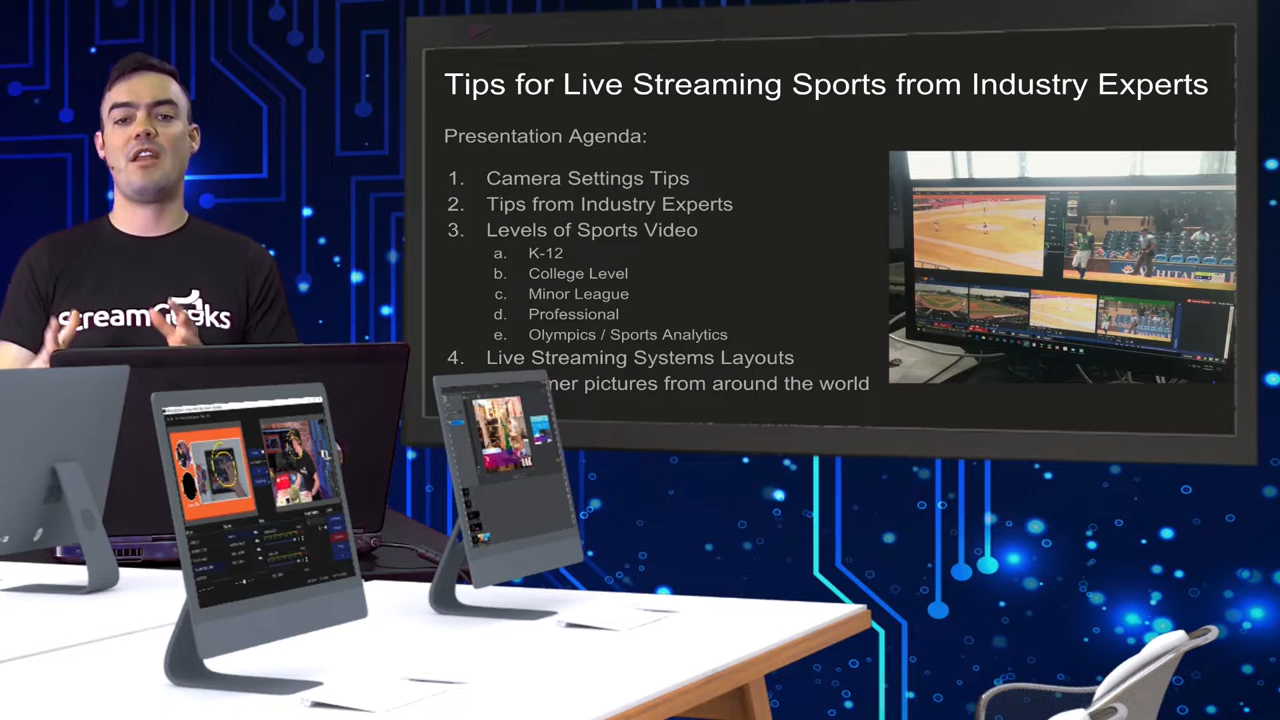 Tips for Live Streaming Sports from Industry Experts
Presentation Agenda:
1. Camera Settings Tips
2. Tips from Industry Experts
3. Levels of Sports Video
a. K-12
b. College Level
c. Minor League
d. Professional
e. Olympics / Sports Analytics
4. Live Streaming Systems Layouts
mer pictures from around the world
streamGeeks